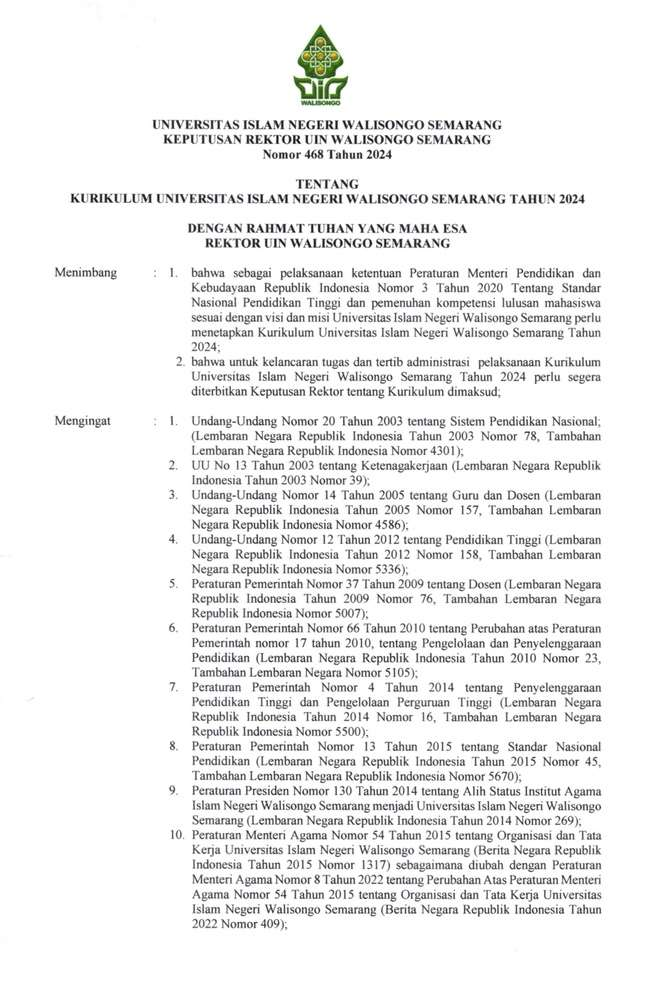 WALISONGO
UNIVERSITAS ISLAM NEGERI WALISONGO SEMARANG
KEPUTUSAN REKTOR UIN WALISONGO SEMARANG
Nomor 468 Tahun 2024
TENTANG
KURIKULUM UNIVERSITAS ISLAM NEGERI WALISONGO SEMARANG TAHUN 2024
DENGAN RAHMAT TUHAN YANG MAHA ESA
REKTOR UIN WALISONGO SEMARANG
Menimbang : 1. bahwa sebagai pelaksanaan ketentuan Peraturan Menteri Pendidikan dan
Kebudayaan Republik Indonesia Nomor 3 Tahun 2020 Tentang Standar
Nasional Pendidikan Tinggi dan pemenuhan kompetensi lulusan mahasiswa
sesuai dengan visi dan misi Universitas Islam Negeri Walisongo Semarang perlu
menetapkan Kurikulum Universitas Islam Negeri Walisongo Semarang Tahun
2024;
2. bahwa untuk kelancaran tugas dan tertib administrasi pelaksanaan Kurikulum
Universitas Islam Negeri Walisongo Semarang Tahun 2024 perlu segera
diterbitkan Keputusan Rektor tentang Kurikulum dimaksud;
Mengingat : 1. Undang-Undang Nomor 20 Tahun 2003 tentang Sistem Pendidikan Nasional;
(Lembaran Negara Republik Indonesia Tahun 2003 Nomor 78, Tambahan
Lembaran Negara Republik Indonesia Nomor 4301);
2. UU No 13 Tahun 2003 tentang Ketenagakerjaan (Lembaran Negara Republik
Indonesia Tahun 2003 Nomor 39);
3. Undang-Undang Nomor 14 Tahun 2005 tentang Guru dan Dosen (Lembaran
Negara Republik Indonesia Tahun 2005 Nomor 157, Tambahan Lembaran
Negara Republik Indonesia Nomor 4586);
4. Undang-Undang Nomor 12 Tahun 2012 tentang Pendidikan Tinggi (Lembaran
Negara Republik Indonesia Tahun 2012 Nomor 158, Tambahan Lembaran
Negara Republik Indonesia Nomor 5336);
5. Peraturan Pemerintah Nomor 37 Tahun 2009 tentang Dosen (Lembaran Negara
Republik Indonesia Tahun 2009 Nomor 76, Tambahan Lembaran Negara
Republik Indonesia Nomor 5007);
6. Peraturan Pemerintah Nomor 66 Tahun 2010 tentang Perubahan atas Peraturan
Pemerintah nomor 17 tahun 2010, tentang Pengelolaan dan Penyelenggaraan
Pendidikan (Lembaran Negara Republik Indonesia Tahun 2010 Nomor 23,
Tambahan Lembaran Negara Nomor 5105);
7. Peraturan Pemerintah Nomor 4 Tahun 2014 tentang Penyelenggaraan
Pendidikan Tinggi dan Pengelolaan Perguruan Tinggi (Lembaran Negara
Republik Indonesia Tahun 2014 Nomor 16, Tambahan Lembaran Negara
Republik Indonesia Nomor 5500);
8. Peraturan Pemerintah Nomor 13 Tahun 2015 tentang Standar Nasional
Pendidikan (Lembaran Negara Republik Indonesia Tahun 2015 Nomor 45,
Tambahan Lembaran Negara Republik Indonesia Nomor 5670);
9. Peraturan Presiden Nomor 130 Tahun 2014 tentang Alih Status Institut Agama
Islam Negeri Walisongo Semarang menjadi Universitas Islam Negeri Walisongo
Semarang (Lembaran Negara Republik Indonesia Tahun 2014 Nomor 269);
10. Peraturan Menteri Agama Nomor 54 Tahun 2015 tentang Organisasi dan Tata
Kerja Universitas Islam Negeri Walisongo Semarang (Berita Negara Republik
Indonesia Tahun 2015 Nomor 1317) sebagaimana diubah dengan Peraturan
Menteri Agama Nomor 8 Tahun 2022 tentang Perubahan Atas Peraturan Menteri
Agama Nomor 54 Tahun 2015 tentang Organisasi dan Tata Kerja Universitas
Islam Negeri Walisongo Semarang (Berita Negara Republik Indonesia Tahun
2022 Nomor 409);